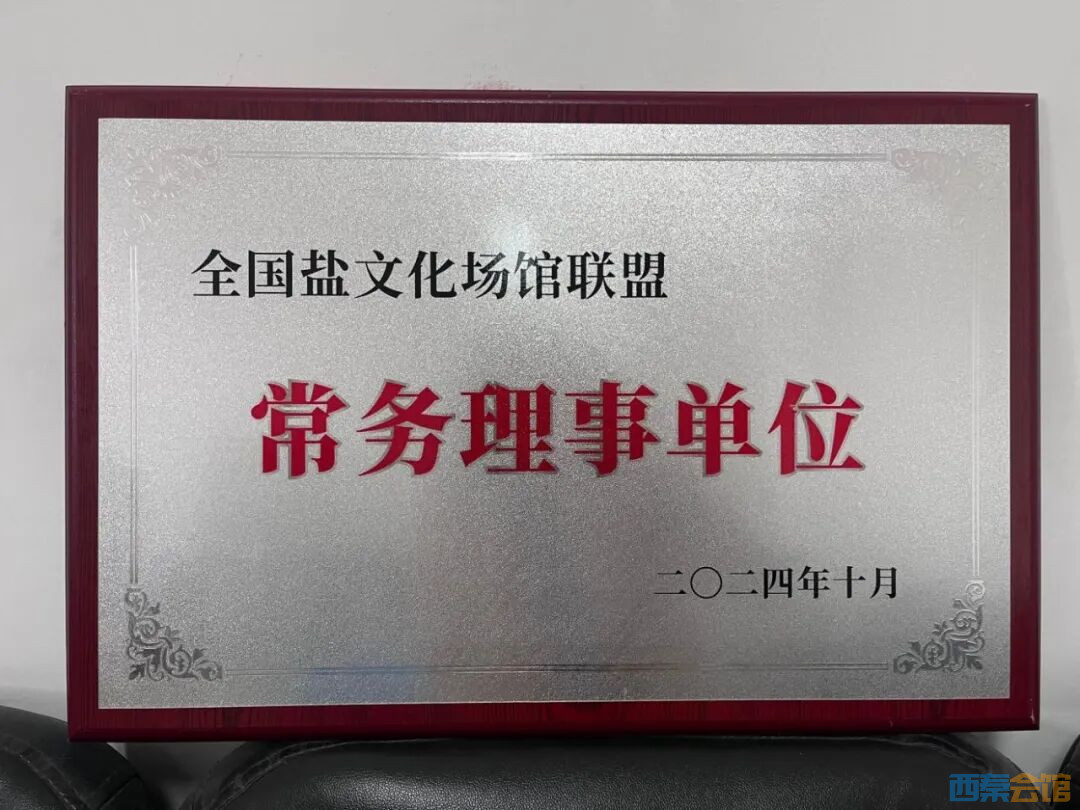 全国盐文化场馆联盟
常务理事单位
二〇二四年十月
西秦会馆